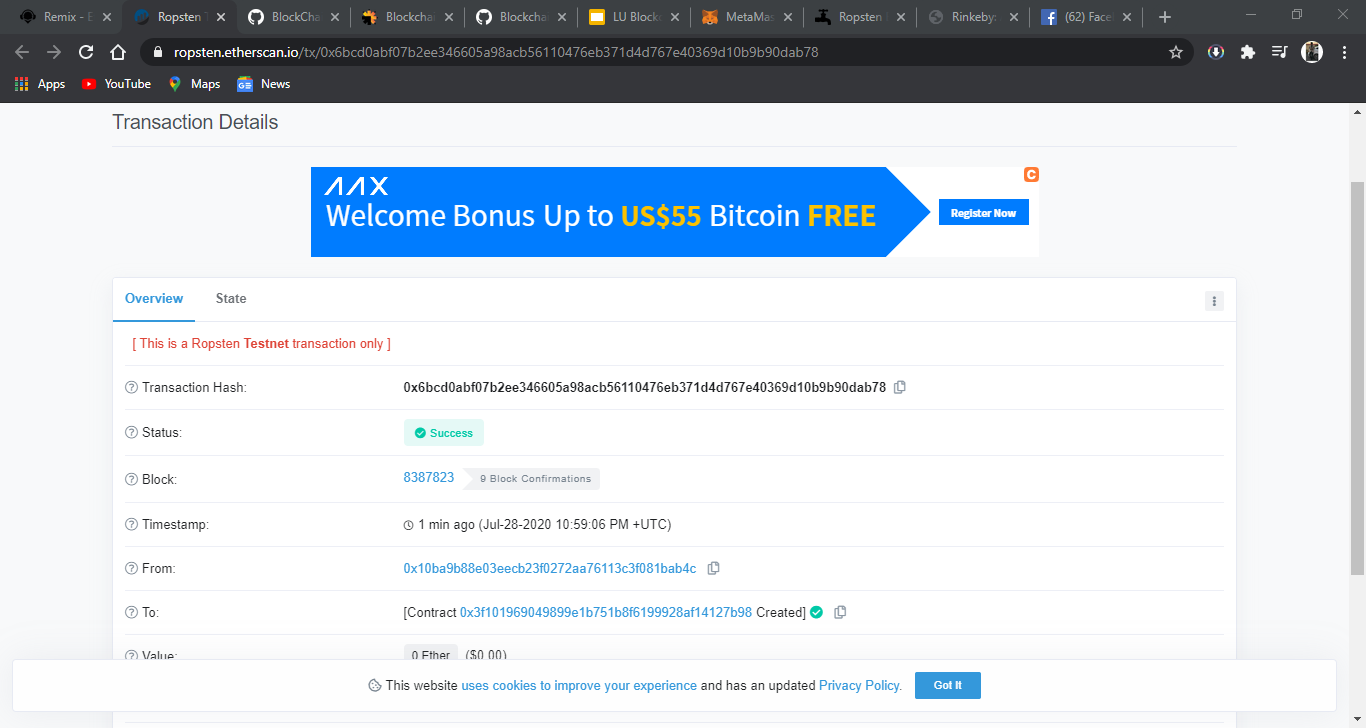 Remix - E
Ropsten T
BlockCha
Blockchai
Blockchai
LU Block
MetaMas
Ropsten
Rinkeby:
(62) Face
ropsten.etherscan.io/tx/0x6bcd0abf07b2ee346605a98acb56110476eb371d4d767e40369d10b9b90dab78
Apps YouTube Maps News
Transaction Details
AAX
Welcome Bonus Up to US$55 Bitcoin FREE
Register Now
C
Overview State
[ This is a Ropsten Testnet transaction only ]
Transaction Hash: 0x6bcd0abf07b2ee346605a98acb56110476eb371d4d767e40369d10b9b90dab78
Status: Success
Block: 8387823 9 Block Confirmations
Timestamp: 1 min ago (Jul-28-2020 10:59:06 PM +UTC)
From: 0x10ba9b88e03eecb23f0272aa76113c3f081bab4c
To: [Contract 0x3f101969049899e1b751b8f6199928af14127b98 Created]
Value: 0 Ether ($0.00)
This website uses cookies to improve your experience and has an updated Privacy Policy. Got It